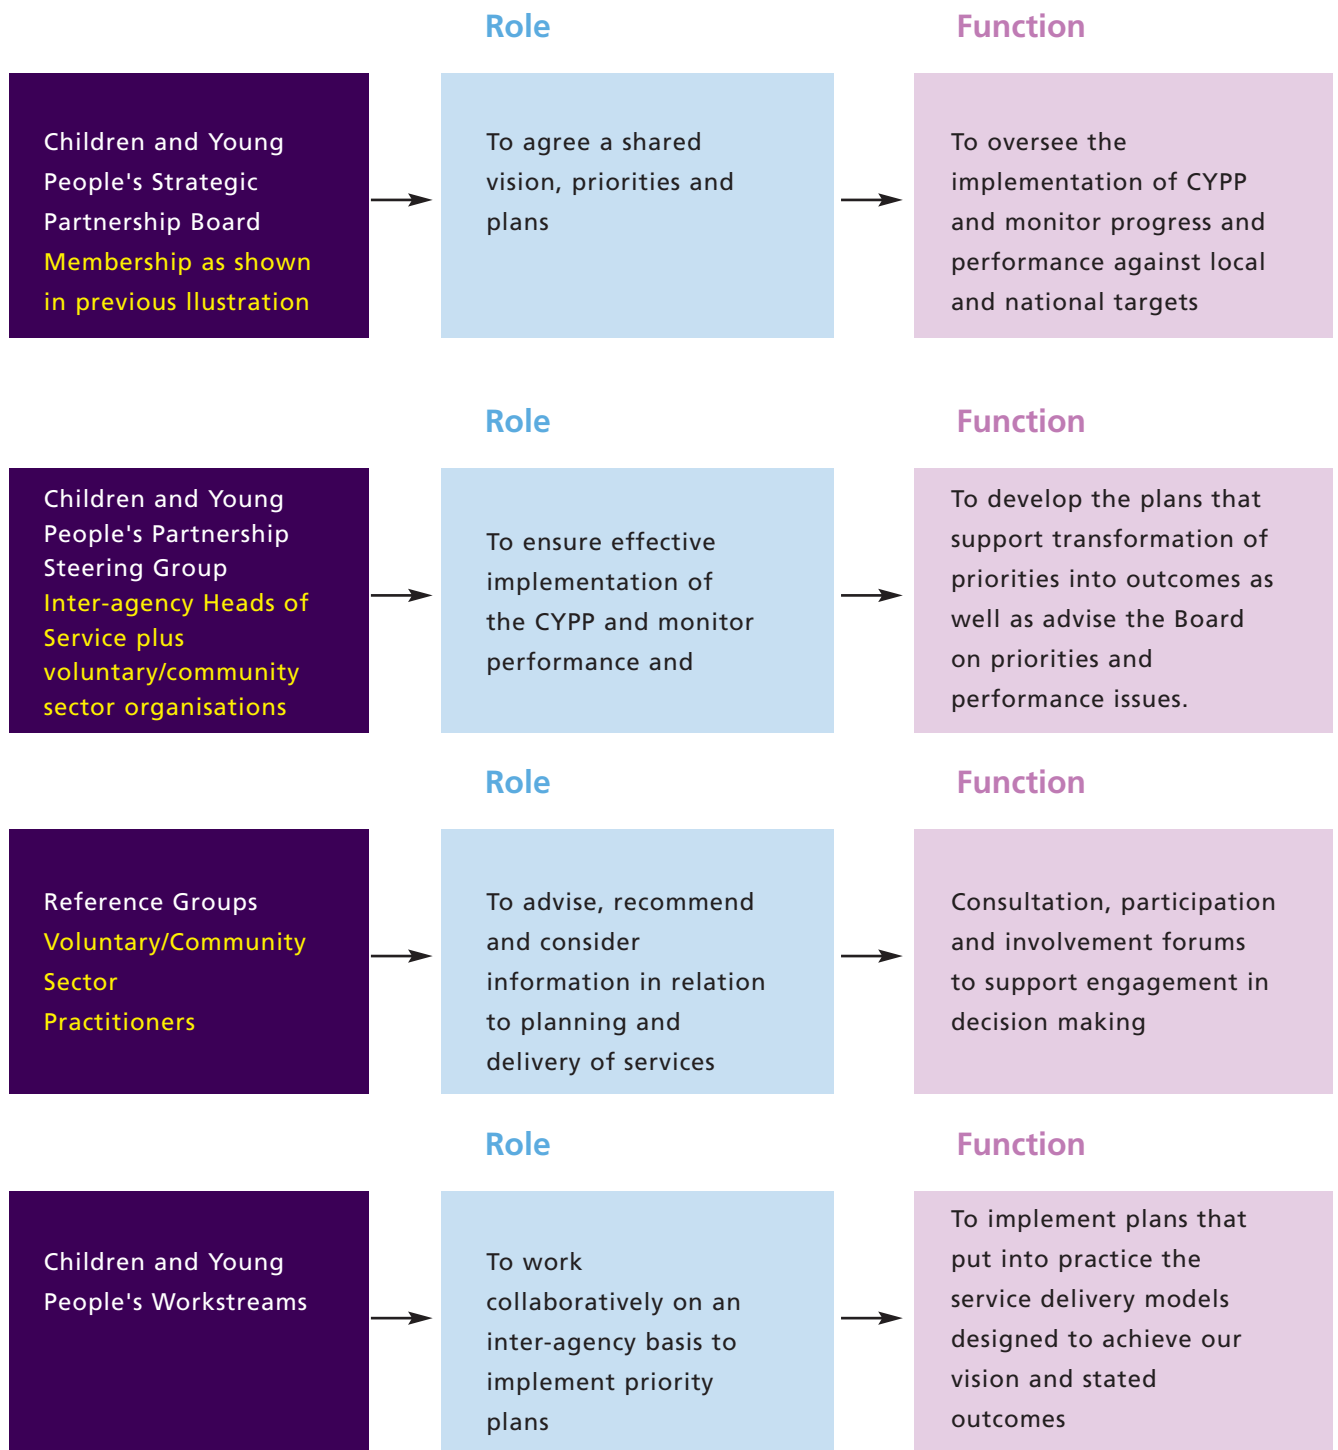 Role
Function
Children and Young
People's Strategic
Partnership Board
Membership as shown
in previous llustration
To agree a shared
vision, priorities and
plans
To oversee the
implementation of CYPP
and monitor progress and
performance against local
and national targets
Role
Function
Children and Young
People's Partnership
Steering Group
Inter-agency Heads of
Service plus
voluntary/community
sector organisations
To ensure effective
implementation of
the CYPP and monitor
performance and
To develop the plans that
support transformation of
priorities into outcomes as
well as advise the Board
on priorities and
performance issues.
Role
Function
Reference Groups
Voluntary/Community
Sector
Practitioners
To advise, recommend
and consider
information in relation
to planning and
delivery of services
Consultation, participation
and involvement forums
to support engagement in
decision making
Role
Function
Children and Young
People's Workstreams
To work
collaboratively on an
inter-agency basis to
implement priority
plans
To implement plans that
put into practice the
service delivery models
designed to achieve our
vision and stated
outcomes